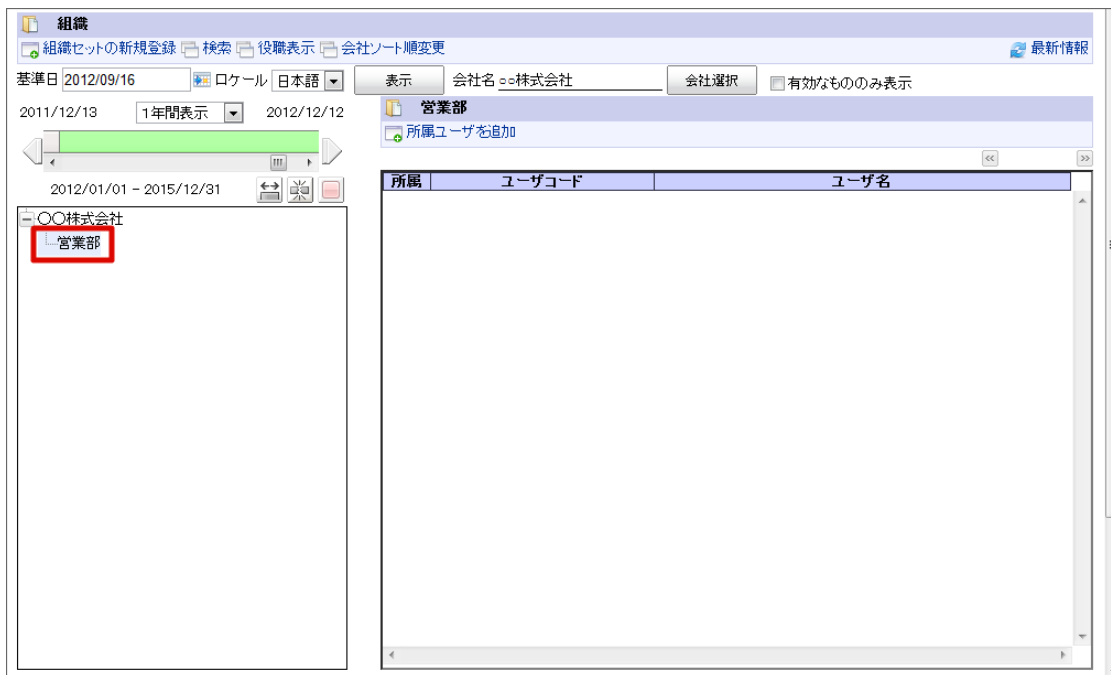 組織
組織セットの新規登録 検索 役職表示 会社ソート順変更 最新情報
基準日 2012/09/16 ロケール 日本語 表示 会社名 ○○株式会社 会社選択 有効なもののみ表示
2011/12/13 1年間表示 2012/12/12
2012/01/01 - 2015/12/31
○○株式会社
営業部
営業部
所属ユーザを追加
所属 ユーザコード ユーザ名